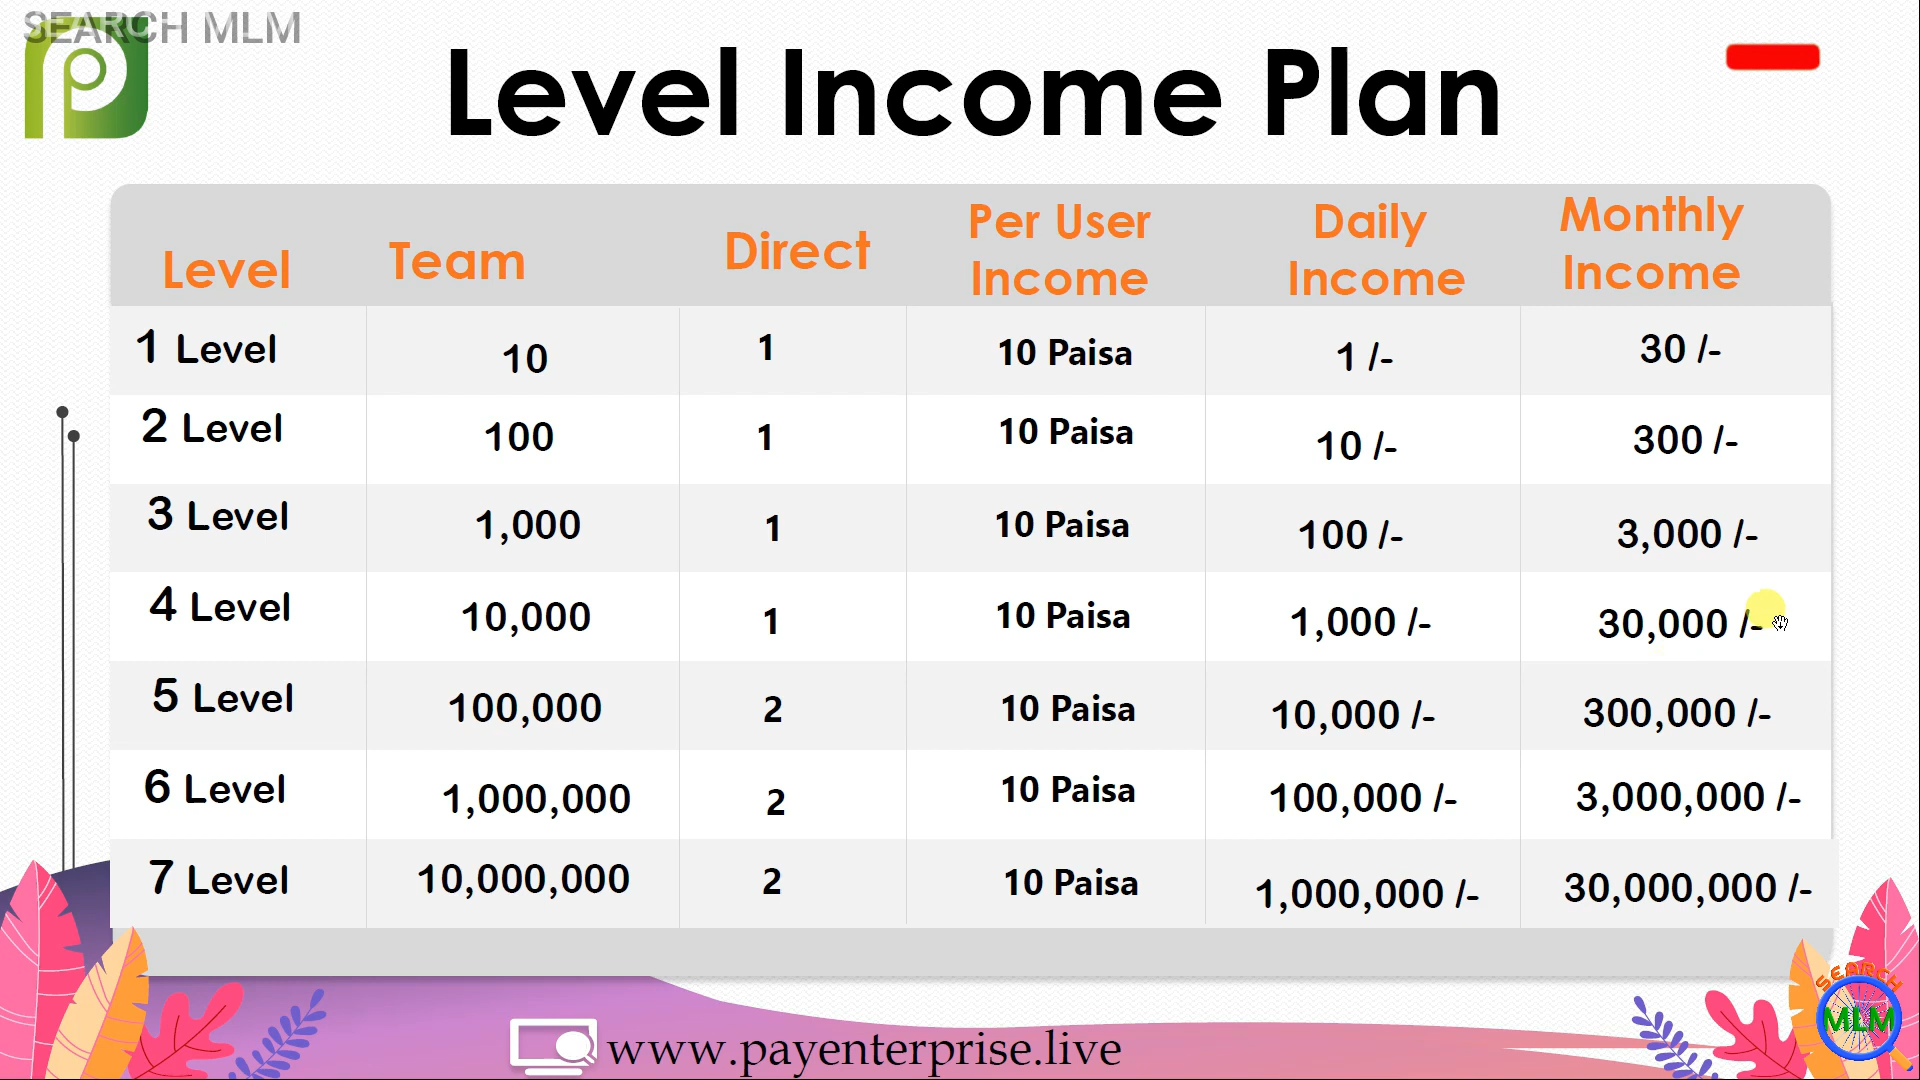 SEARCH MLM
Level Income Plan
Level Team Direct Per User Income Daily Income Monthly Income
1 Level 10 1 10 Paisa 1 /- 30 /-
2 Level 100 1 10 Paisa 10 /- 300 /-
3 Level 1,000 1 10 Paisa 100 /- 3,000 /-
4 Level 10,000 1 10 Paisa 1,000 /- 30,000 /-
5 Level 100,000 2 10 Paisa 10,000 /- 300,000 /-
6 Level 1,000,000 2 10 Paisa 100,000 /- 3,000,000 /-
7 Level 10,000,000 2 10 Paisa 1,000,000 /- 30,000,000 /-
www.payenterprise.live
SEARCH
MLM